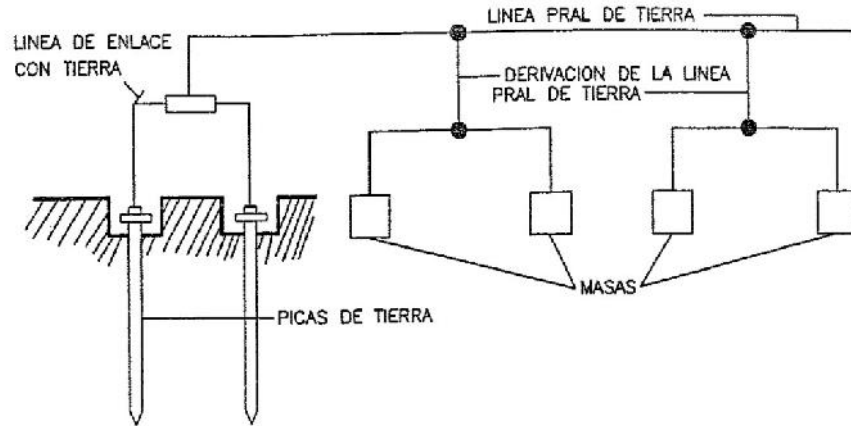 LINEA PRAL DE TIERRA
LINEA DE ENLACE
CON TIERRA
DERIVACION DE LA LINEA
PRAL DE TIERRA
MASAS
PICAS DE TIERRA